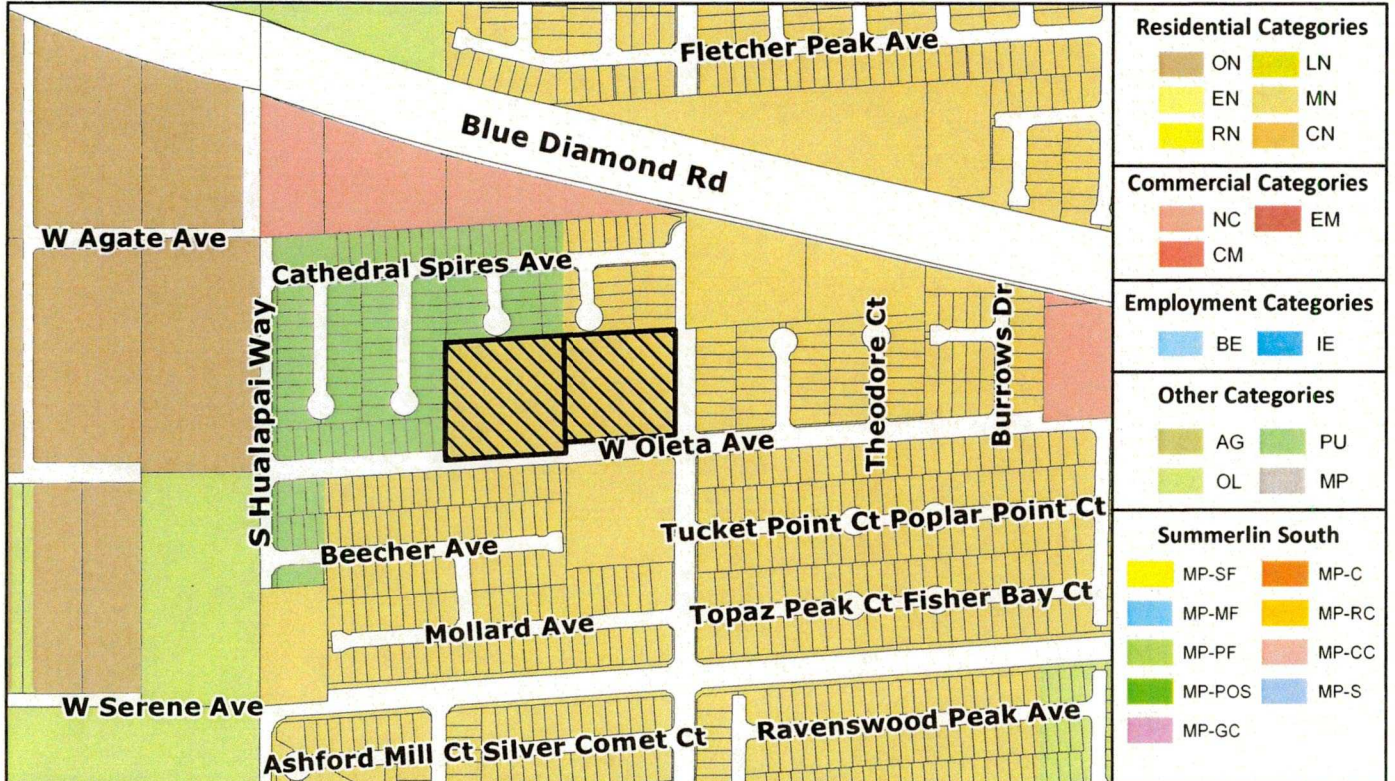 Fletcher Peak Ave
Blue Diamond Rd
W Agate Ave
Cathedral Spires Ave
S Hualapai Way
Theodore Ct
Burrows Dr
W Oleta Ave
Tucket Point Ct Poplar Point Ct
Beecher Ave
Topaz Peak Ct Fisher Bay Ct
Mollard Ave
W Serene Ave
Ravenswood Peak Ave
Ashford Mill Ct Silver Comet Ct
Residential Categories
ON LN
EN MN
RN CN
Commercial Categories
NC EM
CM
Employment Categories
BE IE
Other Categories
AG PU
OL MP
Summerlin South
MP-SF MP-C
MP-MF MP-RC
MP-PF MP-CC
MP-POS MP-S
MP-GC